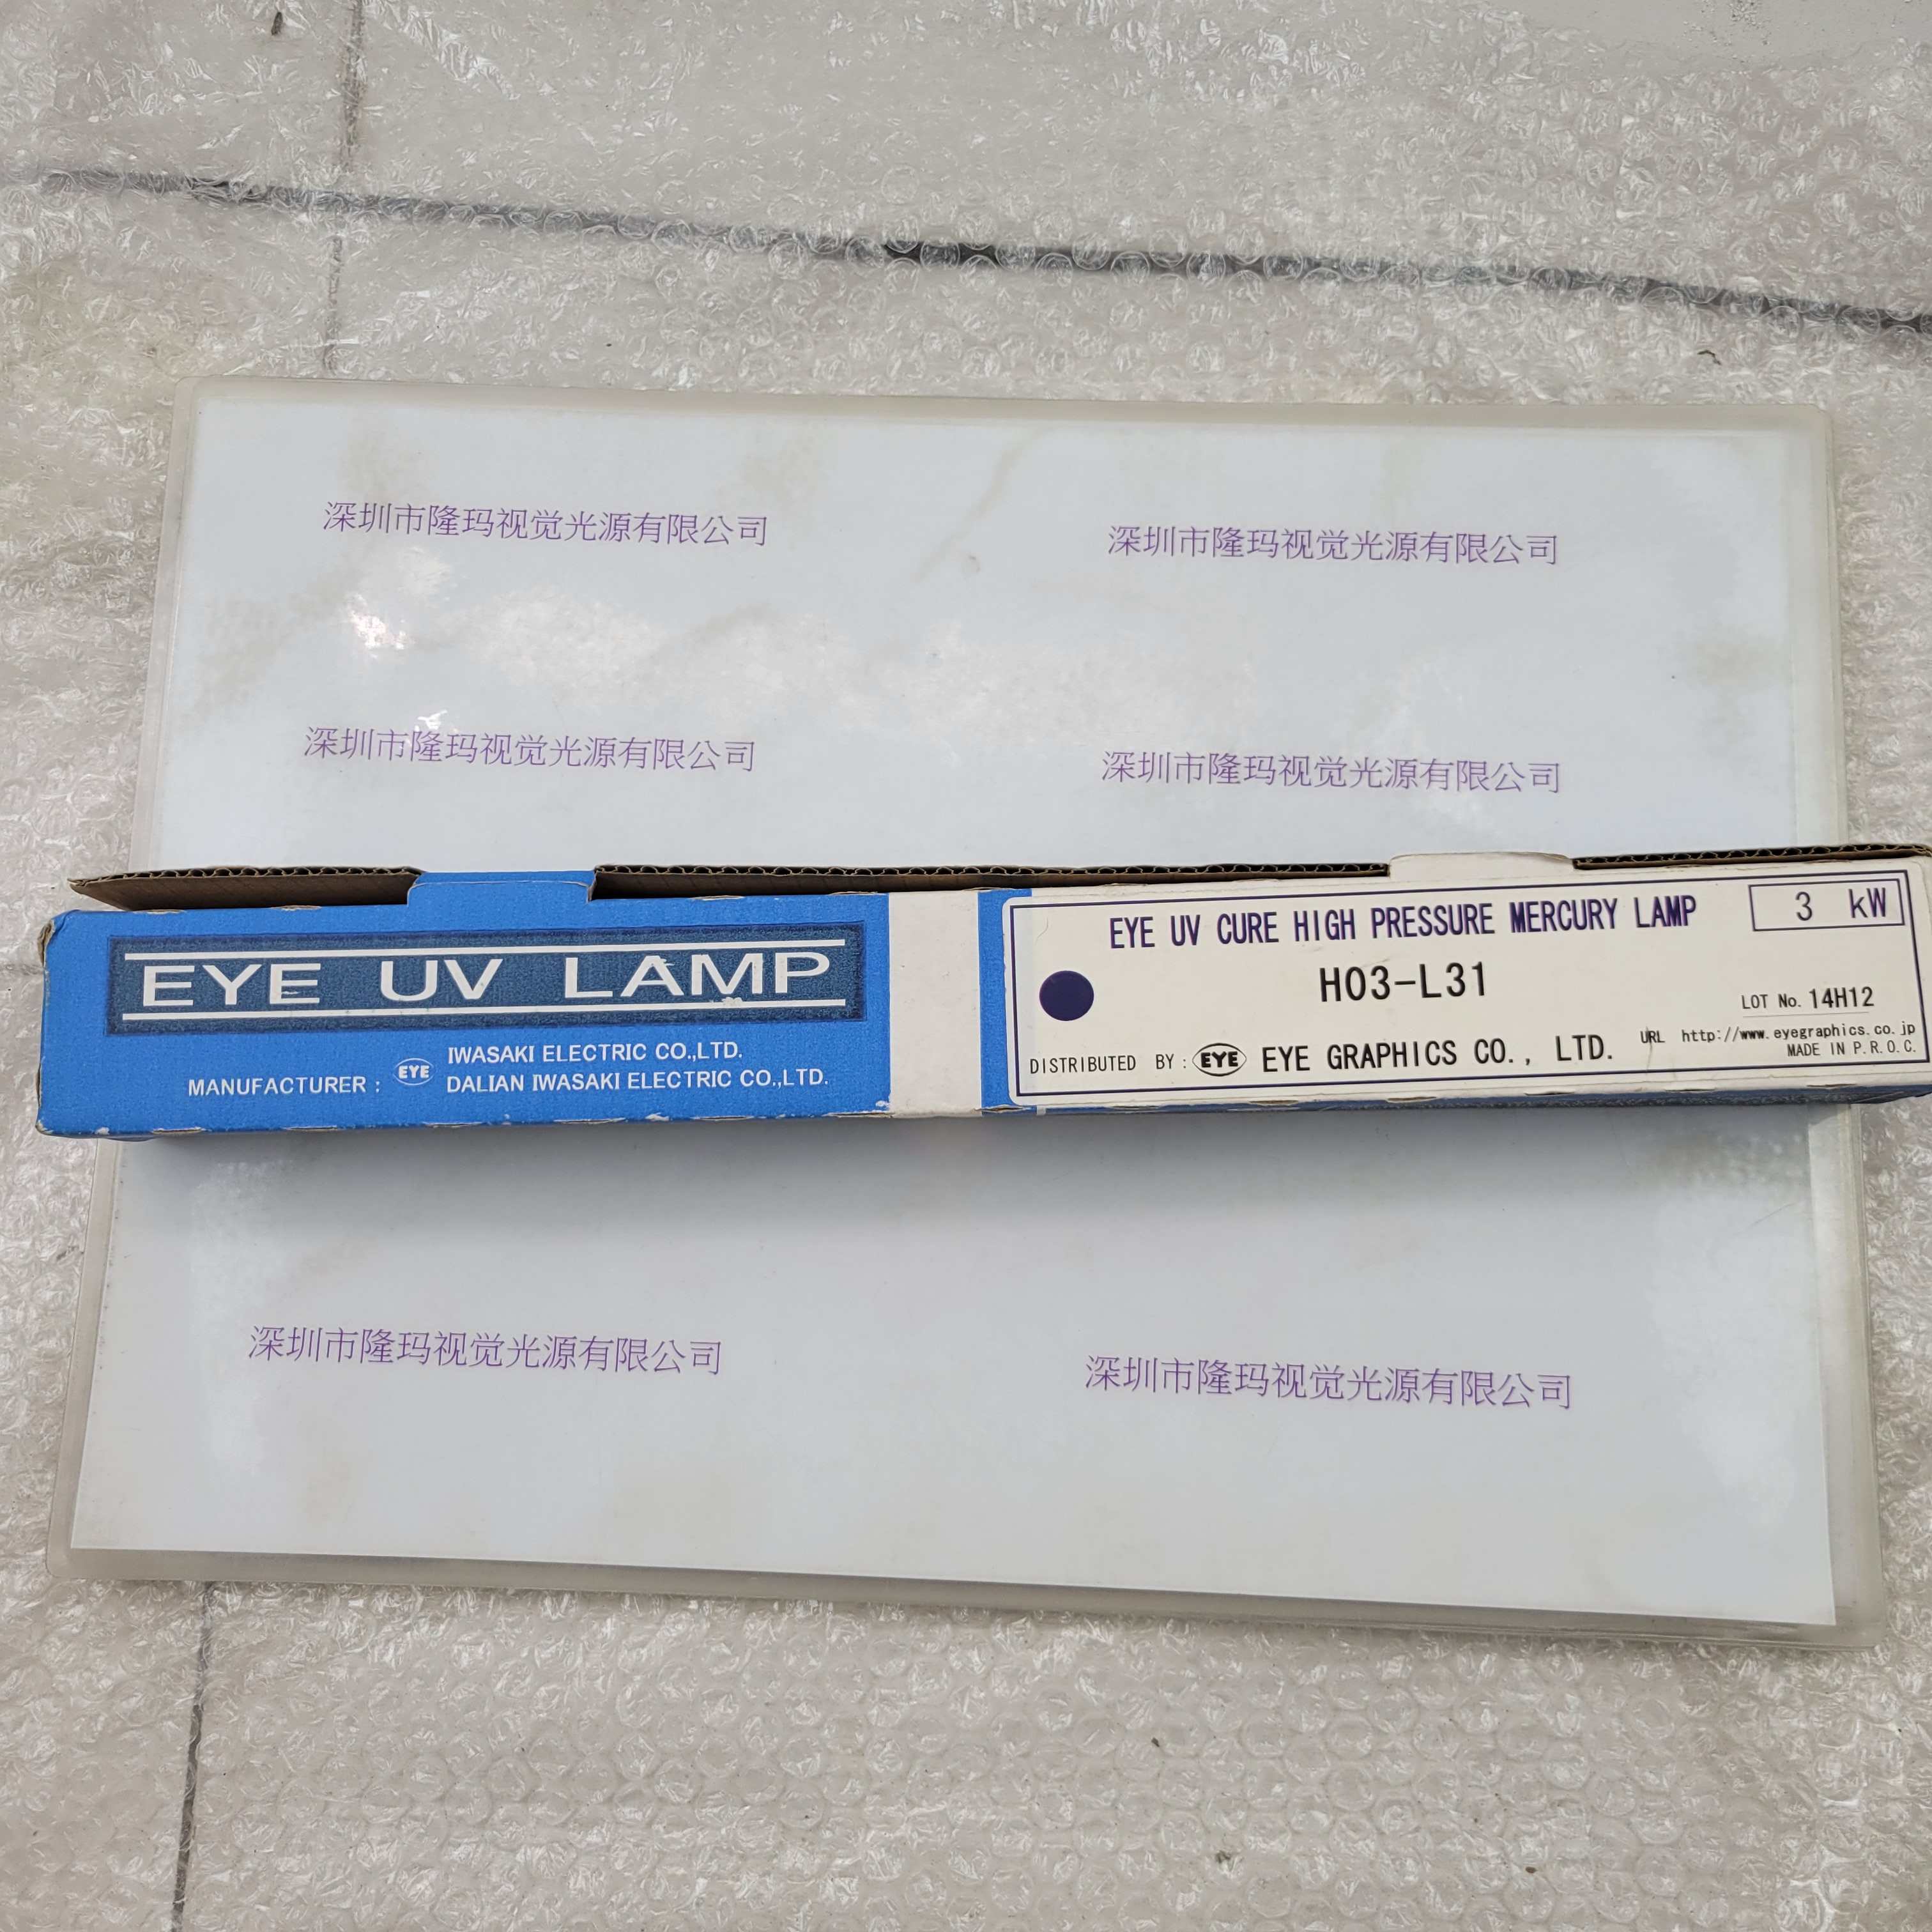 深圳市隆玛视觉光源有限公司
深圳市隆玛视觉光源有限公司
深圳市隆玛视觉光源有限公司
深圳市隆玛视觉光源有限公司
EYE UV LAMP
MANUFACTURER : EYE IWASAKI ELECTRIC CO.,LTD.
DALIAN IWASAKI ELECTRIC CO.,LTD.
EYE UV CURE HIGH PRESSURE MERCURY LAMP 3 kW
H03-L31
LOT No. 14H12
DISTRIBUTED BY : EYE EYE GRAPHICS CO., LTD. URL http://www.eyegraphics.co.jp
MADE IN P.R.O.C.
深圳市隆玛视觉光源有限公司
深圳市隆玛视觉光源有限公司